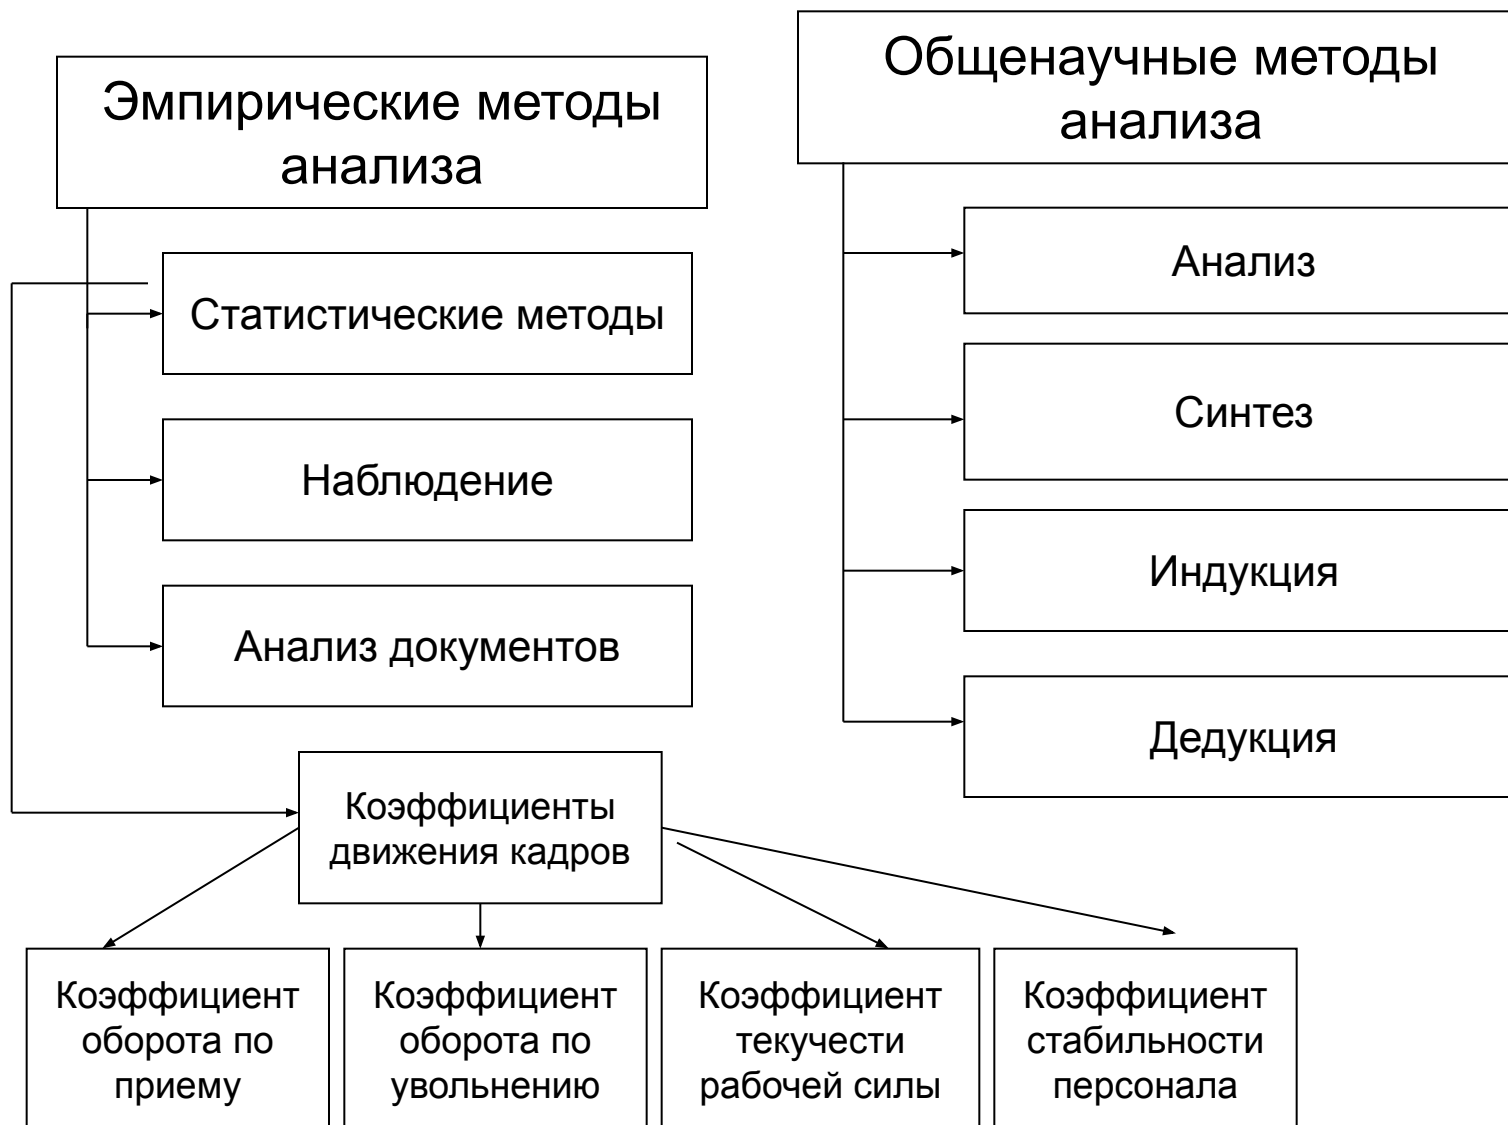 Эмпирические методы
анализа
Статистические методы
Наблюдение
Анализ документов
Общенаучные методы
анализа
Анализ
Синтез
Индукция
Дедукция
Коэффициенты
движения кадров
Коэффициент
оборота по
приему
Коэффициент
оборота по
увольнению
Коэффициент
текучести
рабочей силы
Коэффициент
стабильности
персонала